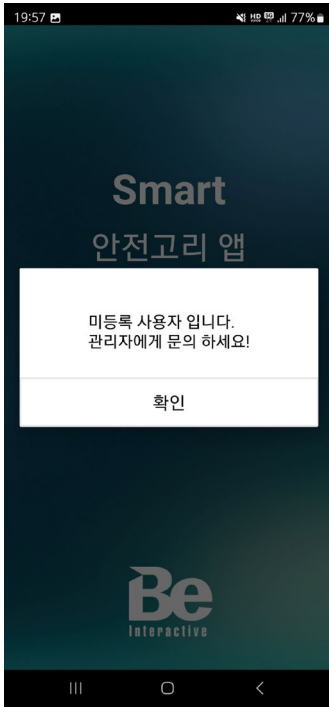 19:57
77%
Smart
안전고리 앱
미등록 사용자 입니다.
관리자에게 문의 하세요!
확인
Be
Interactive